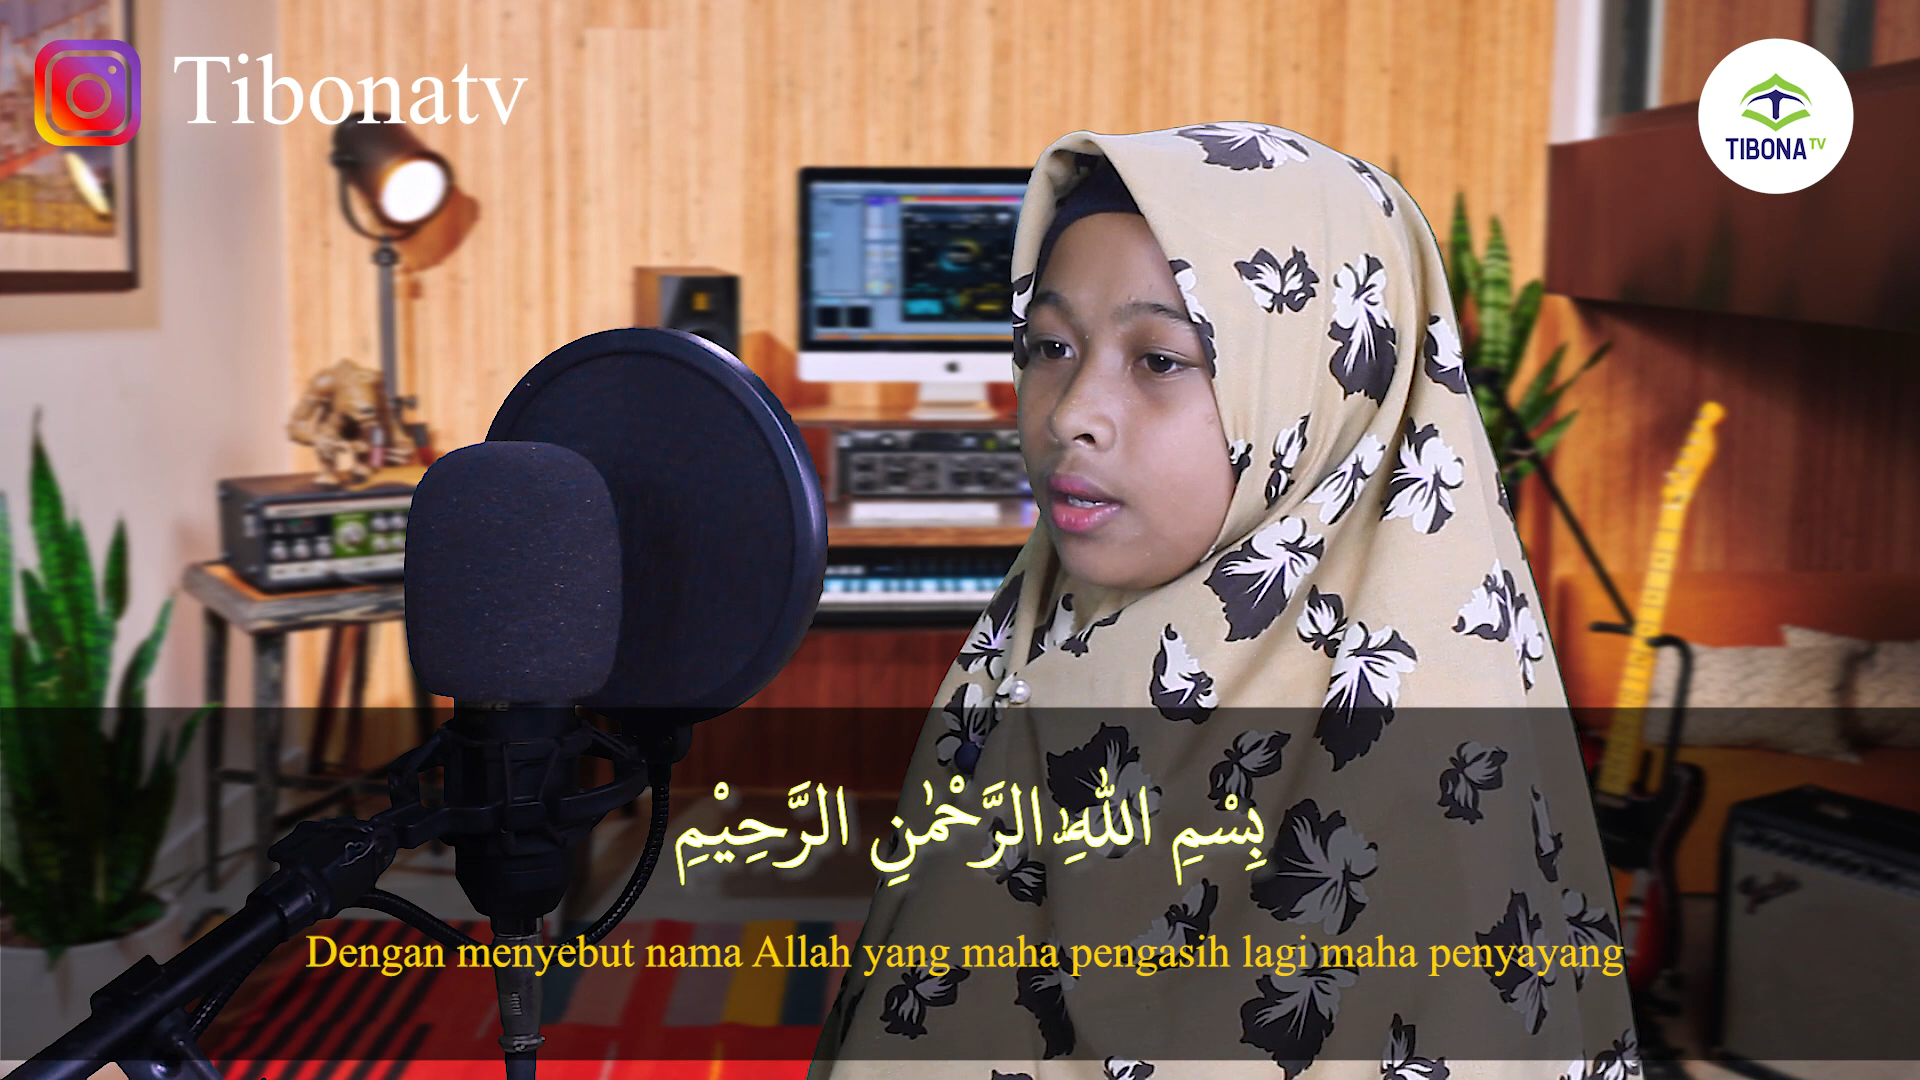 Tibonatv
TIBONA TV
بِسْمِ اللّٰهِ الرَّحْمٰنِ الرَّحِيْمِ
Dengan menyebut nama Allah yang maha pengasih lagi maha penyayang